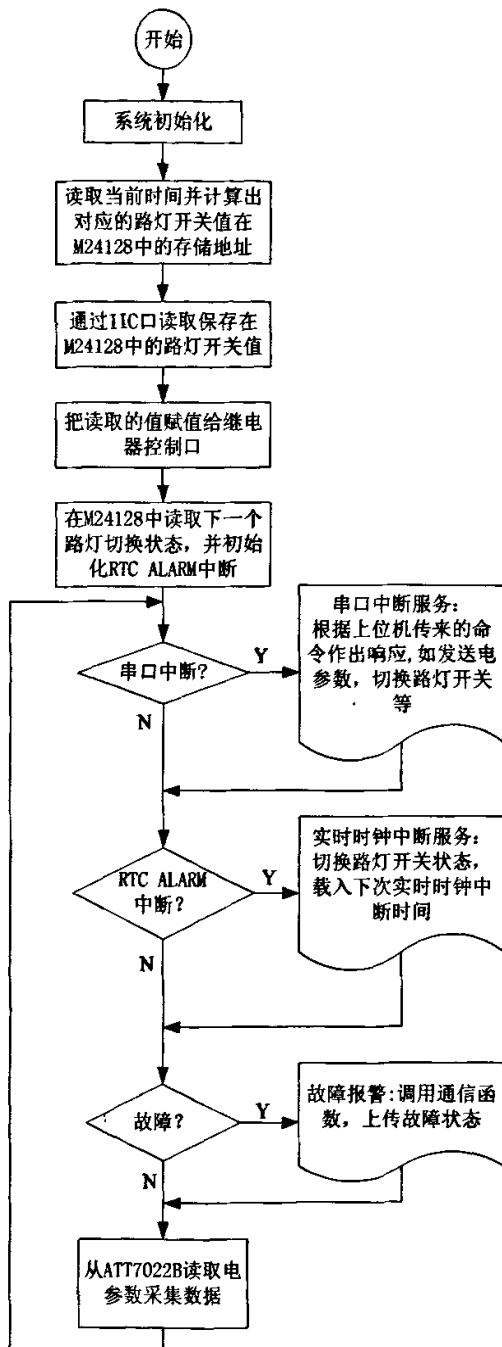 开始
系统初始化
读取当前时间并计算出
对应的路灯开关值在
M24128中的存储地址
通过IIC口读取保存在
M24128中的路灯开关值
把读取的值赋值给继电
器控制口
在M24128中读取下一个
路灯切换状态，并初始
化RTC ALARM中断
串口中断?
Y
N
串口中断服务:
根据上位机传来的命
令作出响应,如发送电
参数，切换路灯开关
等
RTC ALARM
中断？
Y
N
实时时钟中断服务:
切换路灯开关状态，
载入下次实时时钟中
断时间
故障？
Y
N
故障报警:调用通信函
数，上传故障状态
从ATT7022B读取电
参数采集数据